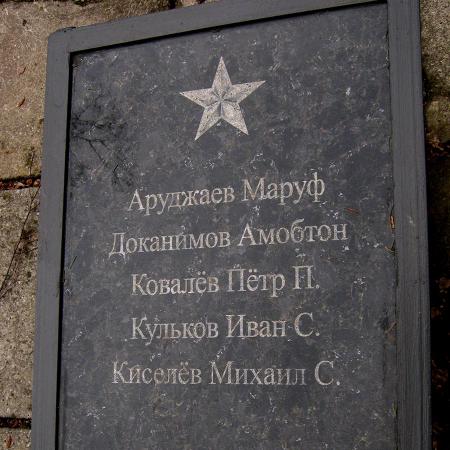 Аруджаев Маруф
Доканимов Амобтон
Ковалёв Пётр П.
Кульков Иван С.
Киселёв Михаил С.